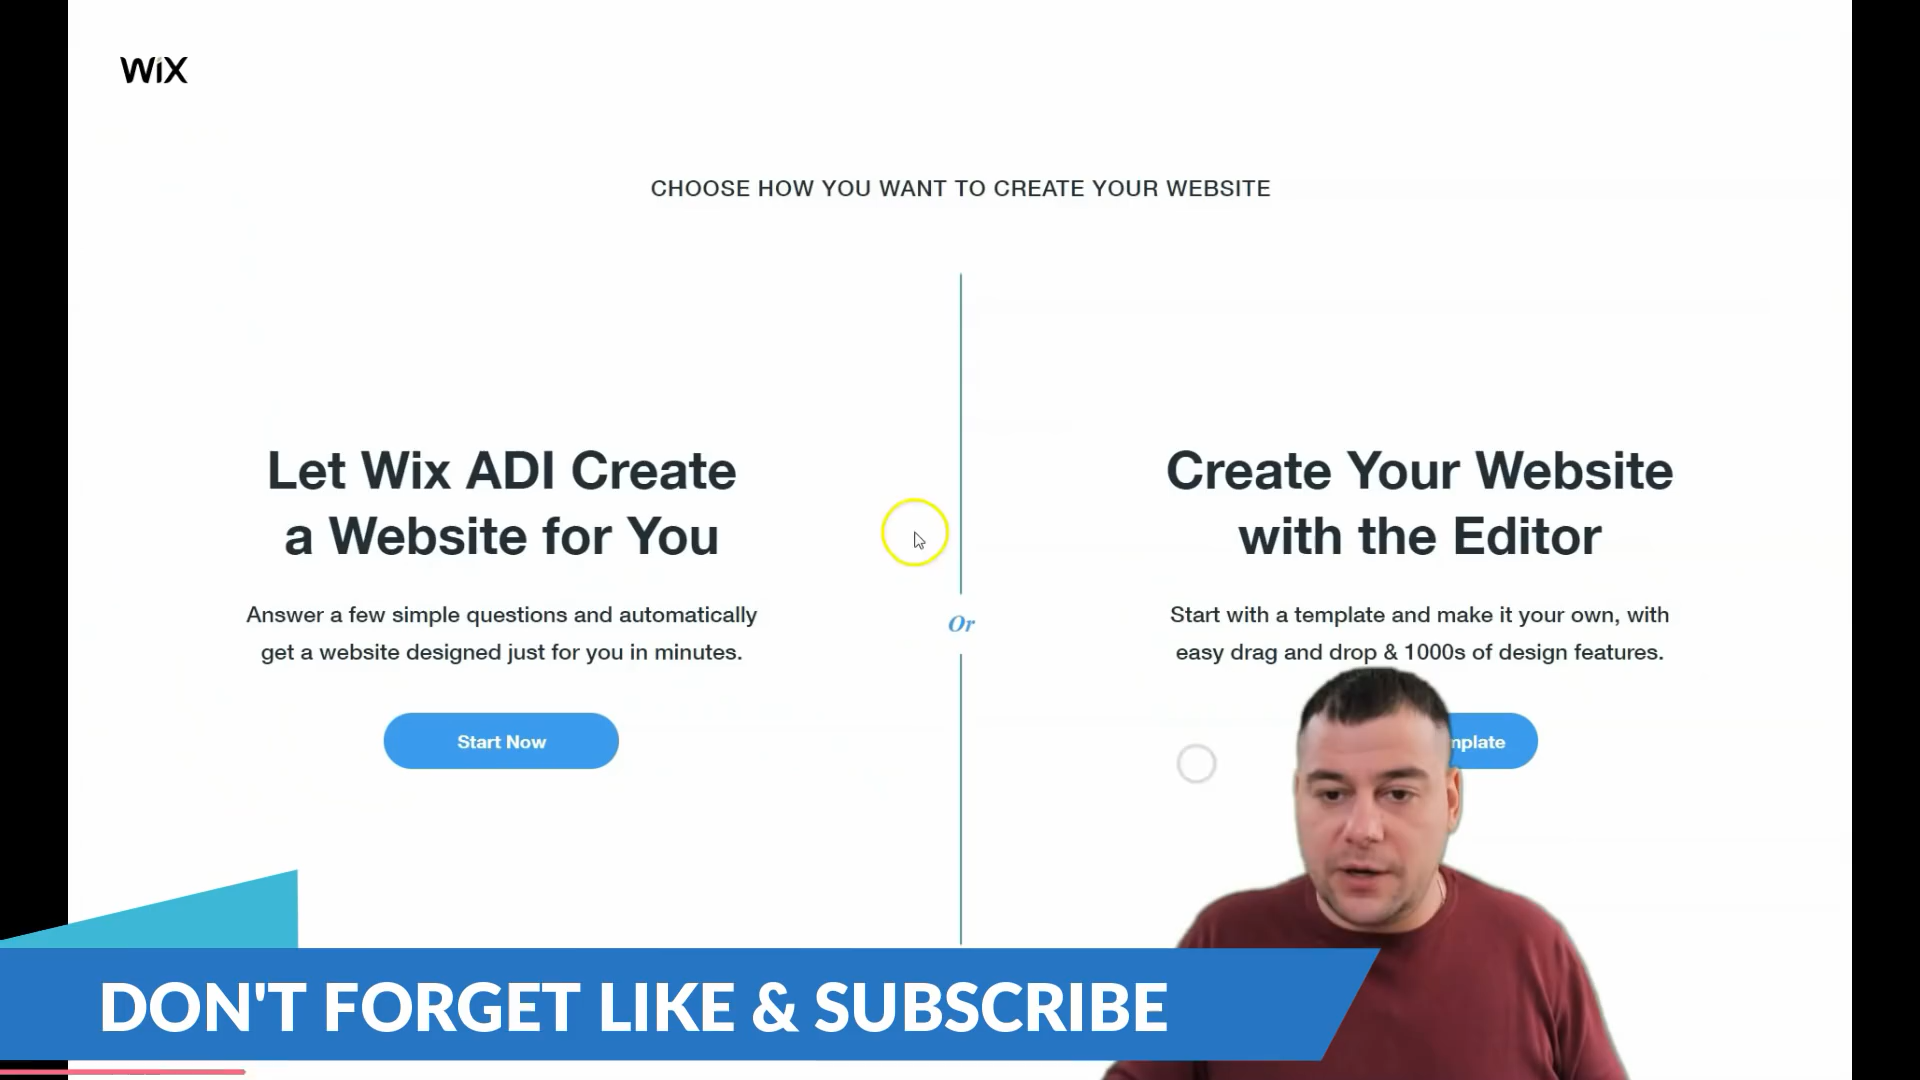 WiX
CHOOSE HOW YOU WANT TO CREATE YOUR WEBSITE
Let Wix ADI Create
a Website for You
Answer a few simple questions and automatically
get a website designed just for you in minutes.
Start Now
Or
Create Your Website
with the Editor
Start with a template and make it your own, with
easy drag and drop & 1000s of design features.
DON'T FORGET LIKE & SUBSCRIBE